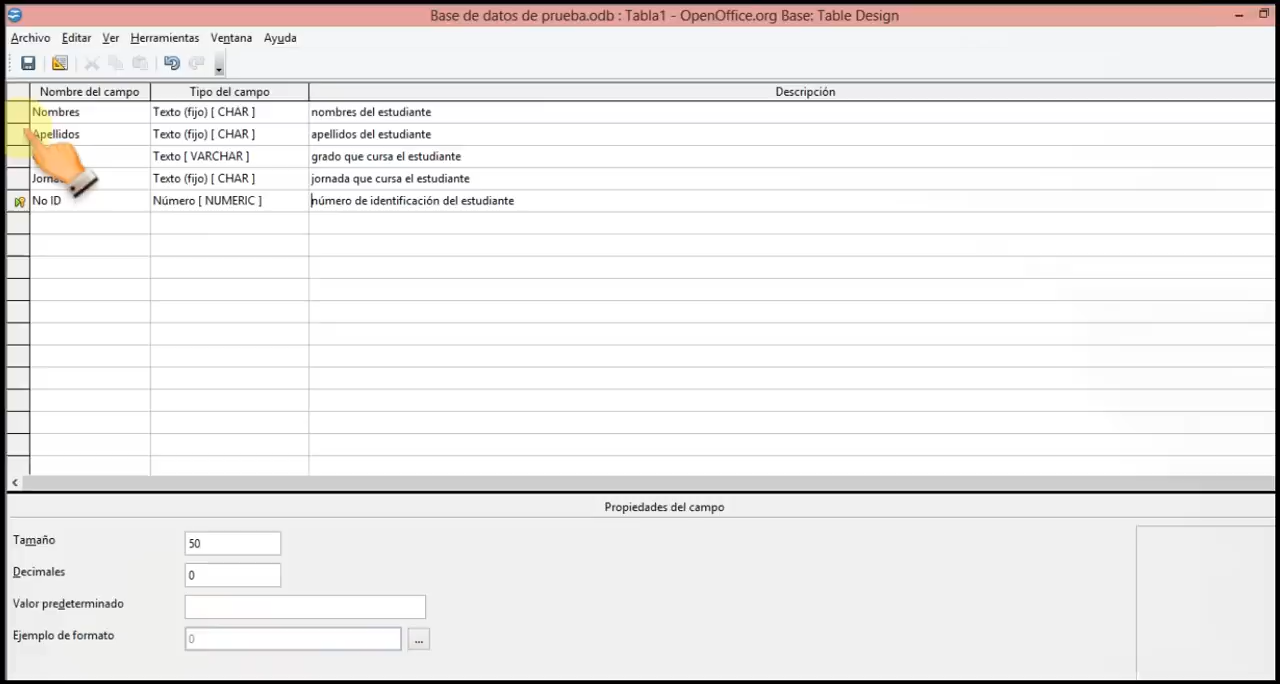 Base de datos de prueba.odb : Tabla1 - OpenOffice.org Base: Table Design
Archivo Editar Ver Herramientas Ventana Ayuda
Nombre del campo Tipo del campo Descripción
Nombres Texto (fijo) [ CHAR ] nombres del estudiante
Apellidos Texto (fijo) [ CHAR ] apellidos del estudiante
Texto [ VARCHAR ] grado que cursa el estudiante
Texto (fijo) [ CHAR ] jornada que cursa el estudiante
No ID Número [ NUMERIC ] número de identificación del estudiante
Propiedades del campo
Tamaño 50
Decimales 0
Valor predeterminado
Ejemplo de formato 0 ...